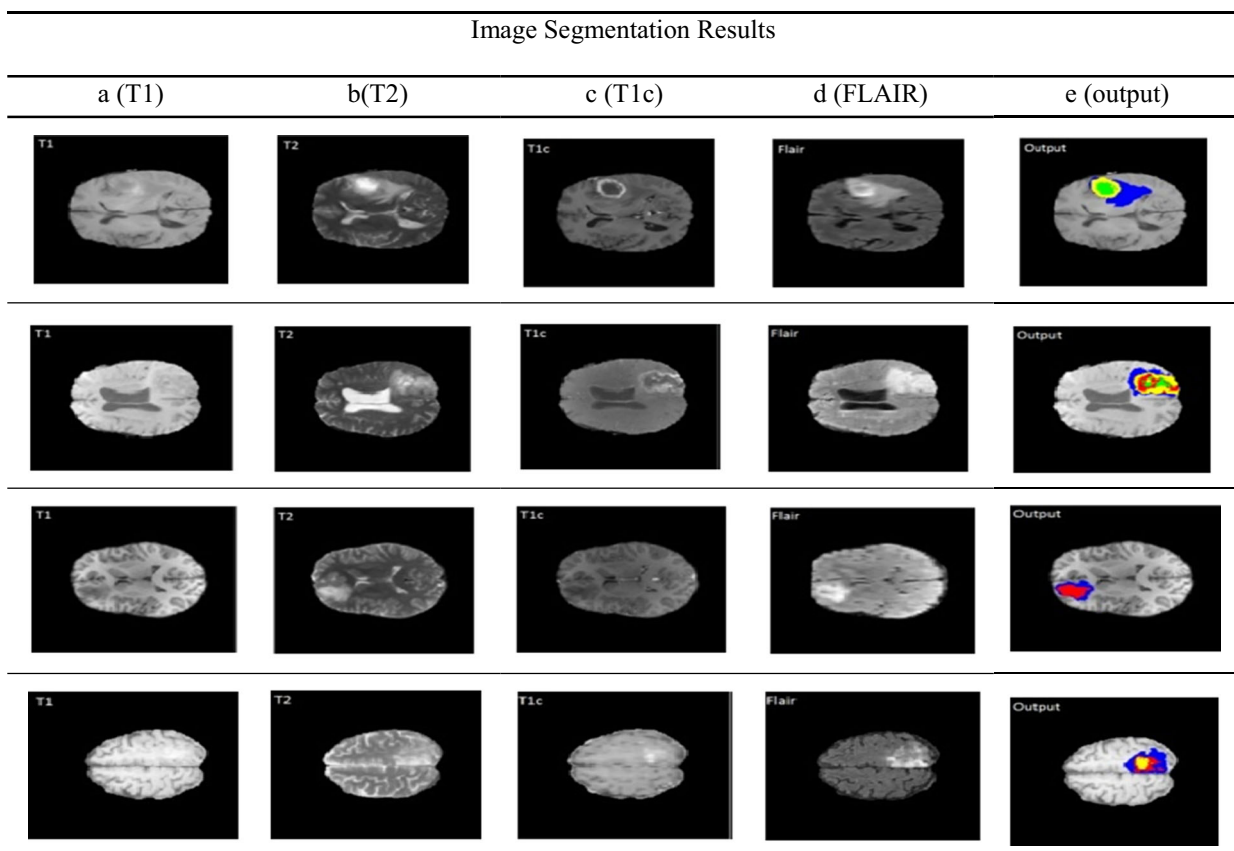 Image Segmentation Results
a (T1) b(T2) c (T1c) d (FLAIR) e (output)
T1 T2 T1c Flair Output
T1 T2 T1c Flair Output
T1 T2 T1c Flair Output
T1 T2 T1c Flair Output